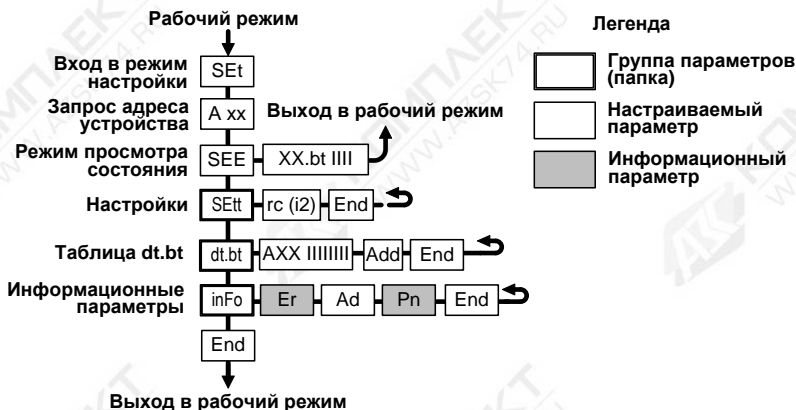 Рабочий режим
Легенда
Вход в режим
настройки
SEt
Группа параметров
(папка)
Запрос адреса
устройства
A xx
Выход в рабочий режим
Настраиваемый
параметр
Режим просмотра
состояния
SEE
XX.bt IIII
Информационный
параметр
Настройки
SEtt
rc (i2)
End
Таблица dt.bt
dt.bt
AXX IIIIIIII
Add
End
Информационные
параметры
inFo
Er
Ad
Pn
End
End
Выход в рабочий режим